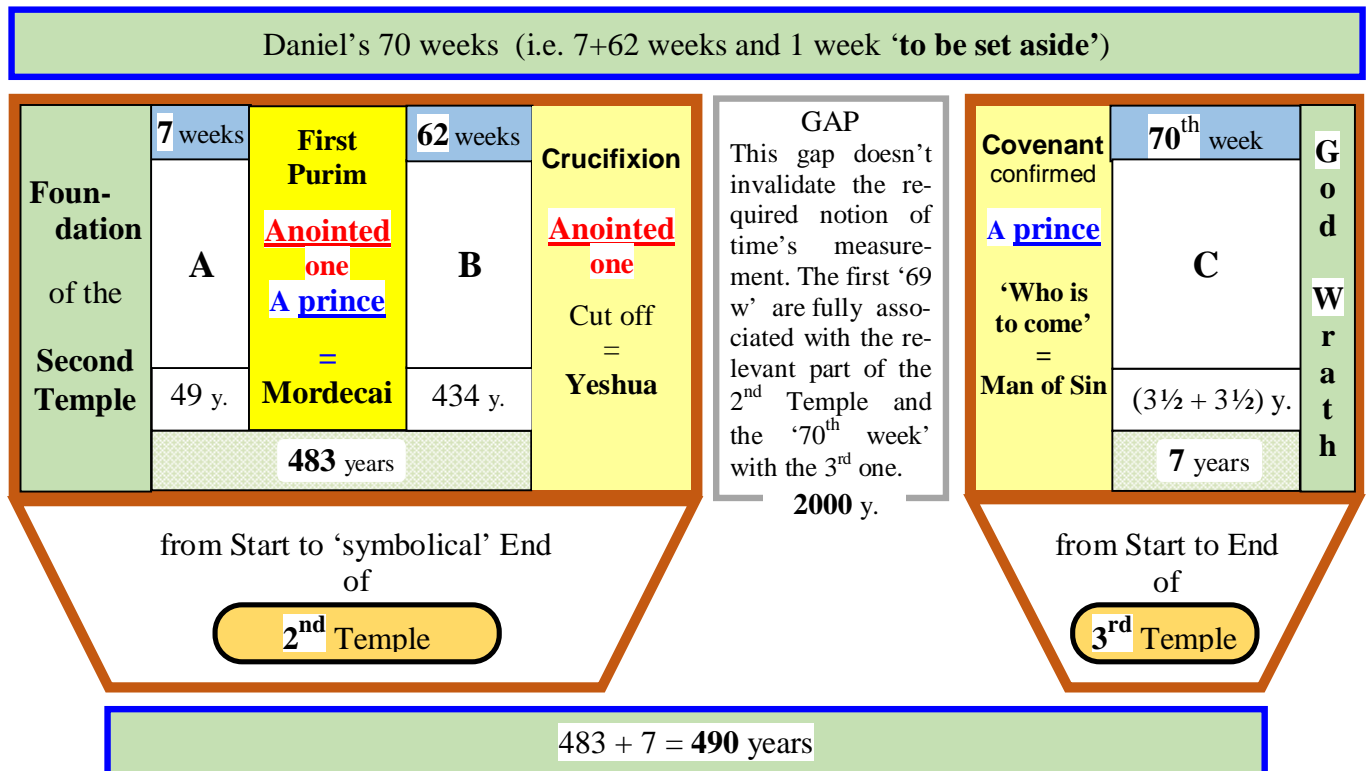 Daniel's 70 weeks (i.e. 7+62 weeks and 1 week ‘to be set aside’)
Foun-
dation
of the
Second
Temple
7 weeks
A
49 y.
First
Purim
Anointed
one
A prince
=
Mordecai
62 weeks
B
434 y.
483 years
Crucifixion
Anointed
one
Cut off
=
Yeshua
GAP
This gap doesn't
invalidate the re-
quired notion of
time's measure-
ment. The first ‘69
w’ are fully asso-
ciated with the re-
levant part of the
2nd Temple and
the ‘70th week’
with the 3rd one.
2000 y.
Covenant
confirmed
A prince
‘Who is
to come’
=
Man of Sin
70th week
C
(3½ + 3½) y.
7 years
God
Wrath
from Start to ‘symbolical’ End
of
2nd Temple
from Start to End
of
3rd Temple
483 + 7 = 490 years